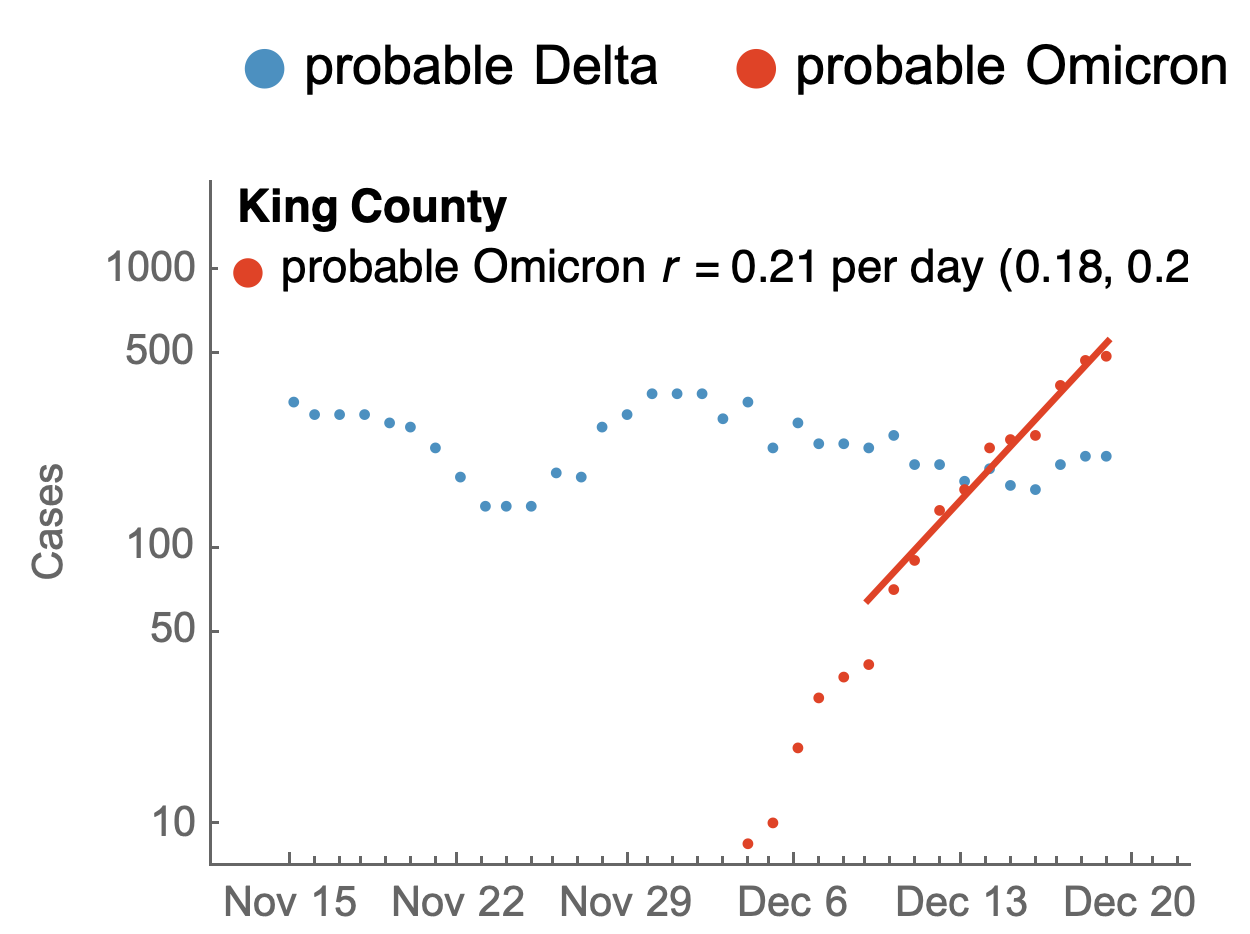 probable Delta probable Omicron
King County
probable Omicron r = 0.21 per day (0.18, 0.2
1000
500
100
50
10
Cases
Nov 15 Nov 22 Nov 29 Dec 6 Dec 13 Dec 20